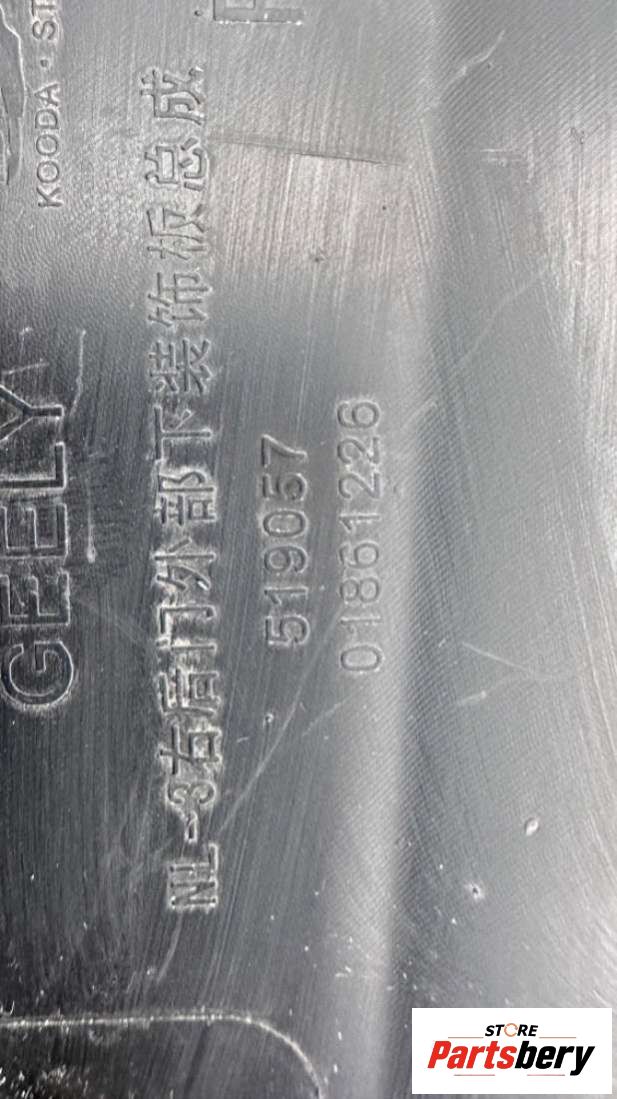 KOODA · ST
GEELY
NL-3右后门外部下装饰板总成
519057
01861226
STORE
Partsbery